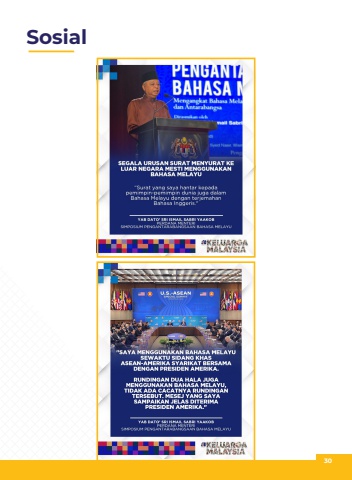 Sosial
PENGANTA
BAHASA M
Mengangkat Bahasa Mela
dan Antarabangsa
Dirasmikan oleh
mail Sabri
SEGALA URUSAN SURAT MENYURAT KE
LUAR NEGARA MESTI MENGGUNAKAN
BAHASA MELAYU
"Surat yang saya hantar kepada
pemimpin-pemimpin dunia juga dalam
Bahasa Melayu dengan terjemahan
Bahasa Inggeris."
YAB DATO' SRI ISMAIL SABRI YAAKOB
PERDANA MENTERI
SIMPOSIUM PENGANTARABANGSAAN BAHASA MELAYU
#KELUARGA
MALAYSIA
U.S.-ASEAN
"SAYA MENGGUNAKAN BAHASA MELAYU
SEWAKTU SIDANG KHAS
ASEAN-AMERIKA SYARIKAT BERSAMA
DENGAN PRESIDEN AMERIKA.
RUNDINGAN DUA HALA JUGA
MENGGUNAKAN BAHASA MELAYU,
TIDAK ADA CACATNYA RUNDINGAN
TERSEBUT. MESEJ YANG SAYA
SAMPAIKAN JELAS DITERIMA
PRESIDEN AMERIKA."
YAB DATO' SRI ISMAIL SABRI YAAKOB
PERDANA MENTERI
SIMPOSIUM PENGANTARABANGSAAN BAHASA MELAYU
#KELUARGA
MALAYSIA
30